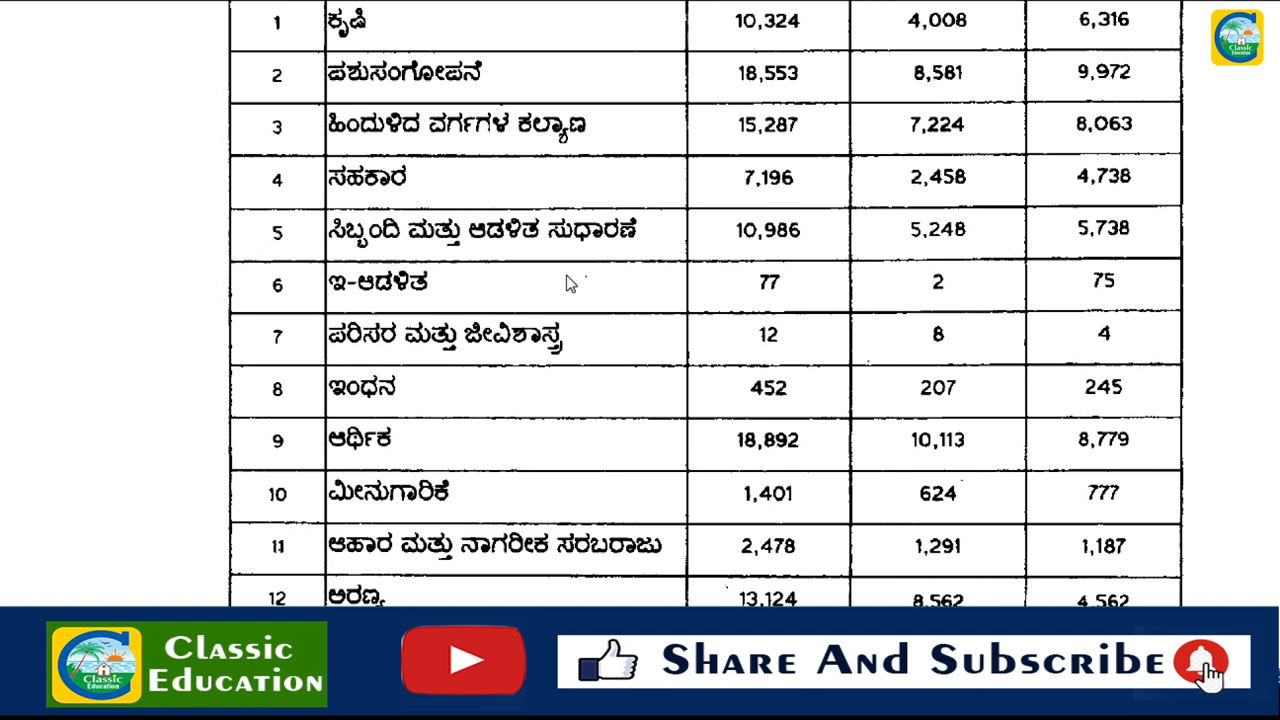 1 ಕೃಷಿ 10,324 4,008 6,316
2 ಪಶುಸಂಗೋಪನೆ 18,553 8,581 9,972
3 ಹಿಂದುಳಿದ ವರ್ಗಗಳ ಕಲ್ಯಾಣ 15,287 7,224 8,063
4 ಸಹಕಾರ 7,196 2,458 4,738
5 ಸಿಬ್ಬಂದಿ ಮತ್ತು ಆಡಳಿತ ಸುಧಾರಣೆ 10,986 5,248 5,738
6 ಇ-ಆಡಳಿತ 77 2 75
7 ಪರಿಸರ ಮತ್ತು ಜೀವಿಶಾಸ್ತ್ರ 12 8 4
8 ಇಂಧನ 452 207 245
9 ಆರ್ಥಿಕ 18,892 10,113 8,779
10 ಮೀನುಗಾರಿಕೆ 1,401 624 777
11 ಆಹಾರ ಮತ್ತು ನಾಗರೀಕ ಸರಬರಾಜು 2,478 1,291 1,187
12 ಅರಣ್ಯ 13,124 8,562 4,562
Classic
Education
Classic
Education
Classic
Education
Share And Subscribe